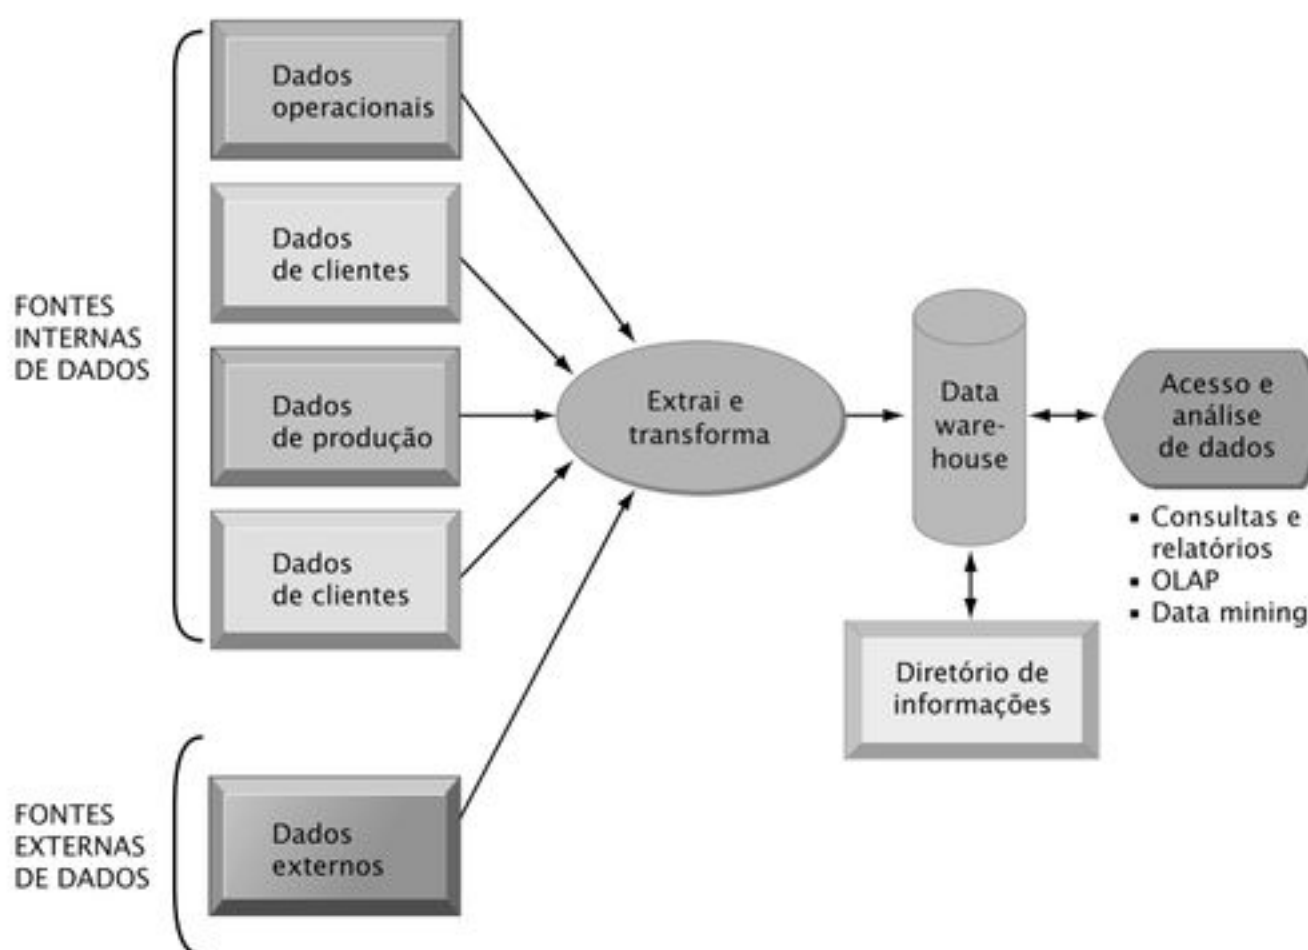 FONTES
INTERNAS
DE DADOS
Dados
operacionais
Dados
de clientes
Dados
de produção
Dados
de clientes
FONTES
EXTERNAS
DE DADOS
Dados
externos
Extrai e
transforma
Data
ware-
house
Diretório de
informações
Acesso e
análise
de dados
▪ Consultas e
relatórios
▪ OLAP
▪ Data mining